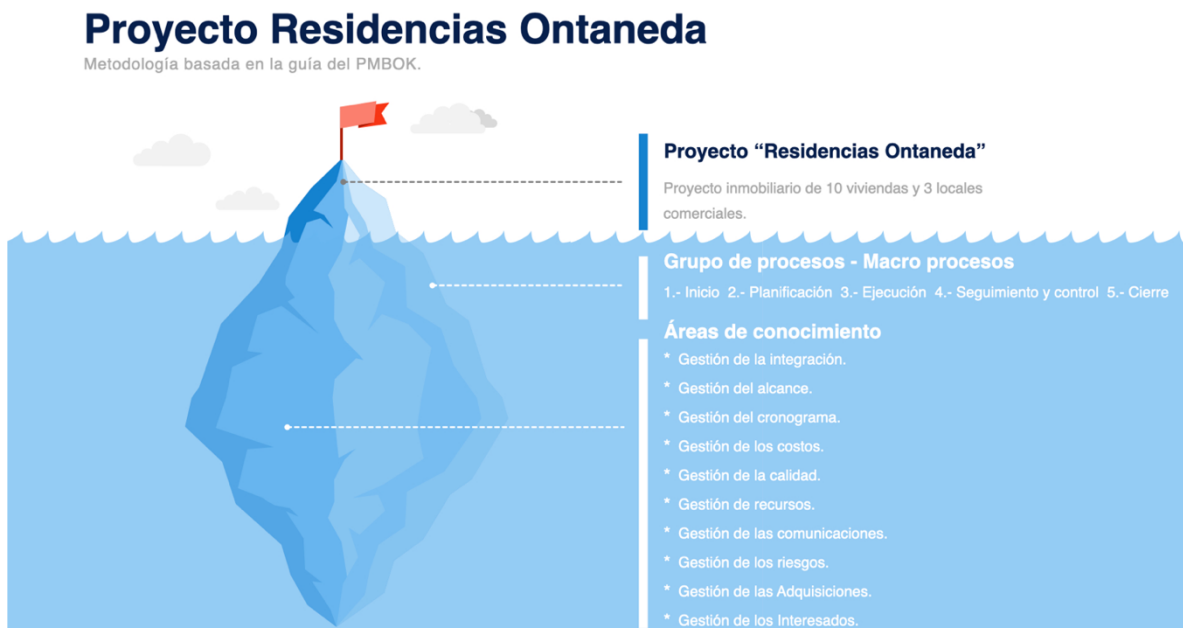 Proyecto Residencias Ontaneda
Metodología basada en la guía del PMBOK.
Proyecto “Residencias Ontaneda”
Proyecto inmobiliario de 10 viviendas y 3 locales
comerciales.
Grupo de procesos - Macro procesos
1.- Inicio 2.- Planificación 3.- Ejecución 4.- Seguimiento y control 5.- Cierre
Áreas de conocimiento
* Gestión de la integración.
* Gestión del alcance.
* Gestión del cronograma.
* Gestión de los costos.
* Gestión de la calidad.
* Gestión de recursos.
* Gestión de las comunicaciones.
* Gestión de los riesgos.
* Gestión de las Adquisiciones.
* Gestión de los Interesados.